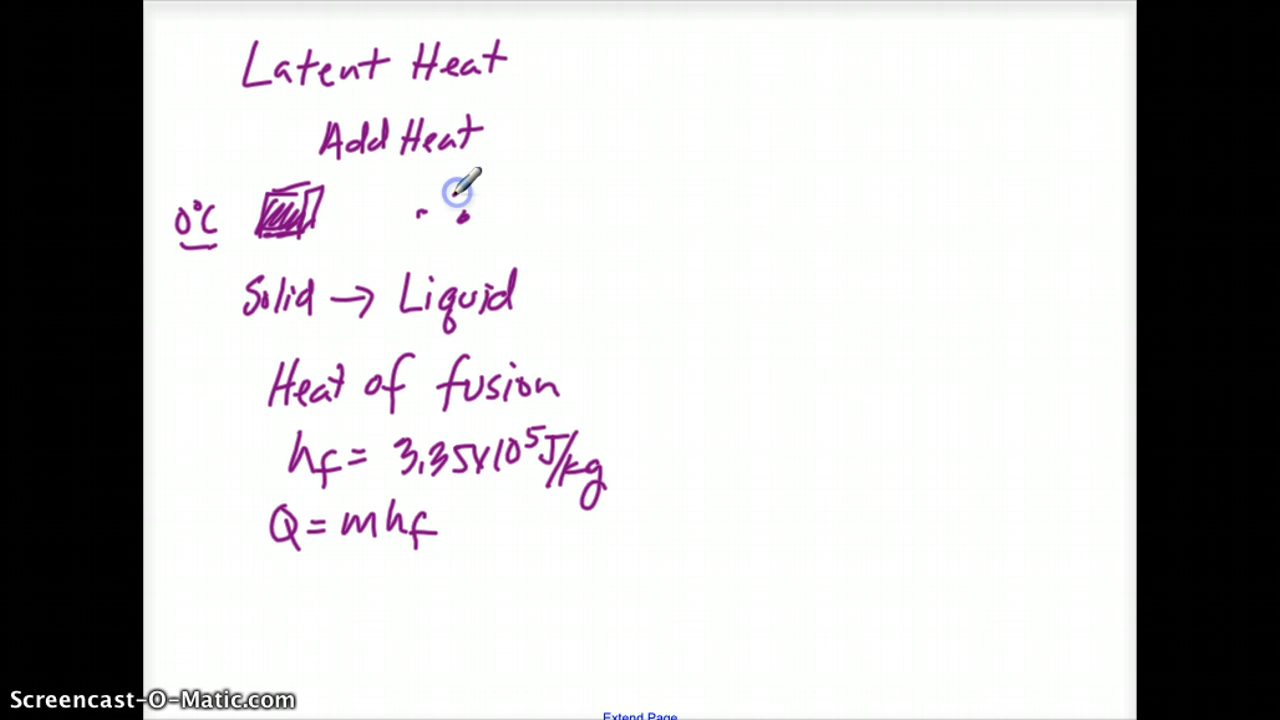 Latent Heat
Add Heat
0°C
Solid → Liquid
Heat of fusion
hf = 3.35x10⁵J/kg
Q = mhf
Screencast-O-Matic.com
Extend Page